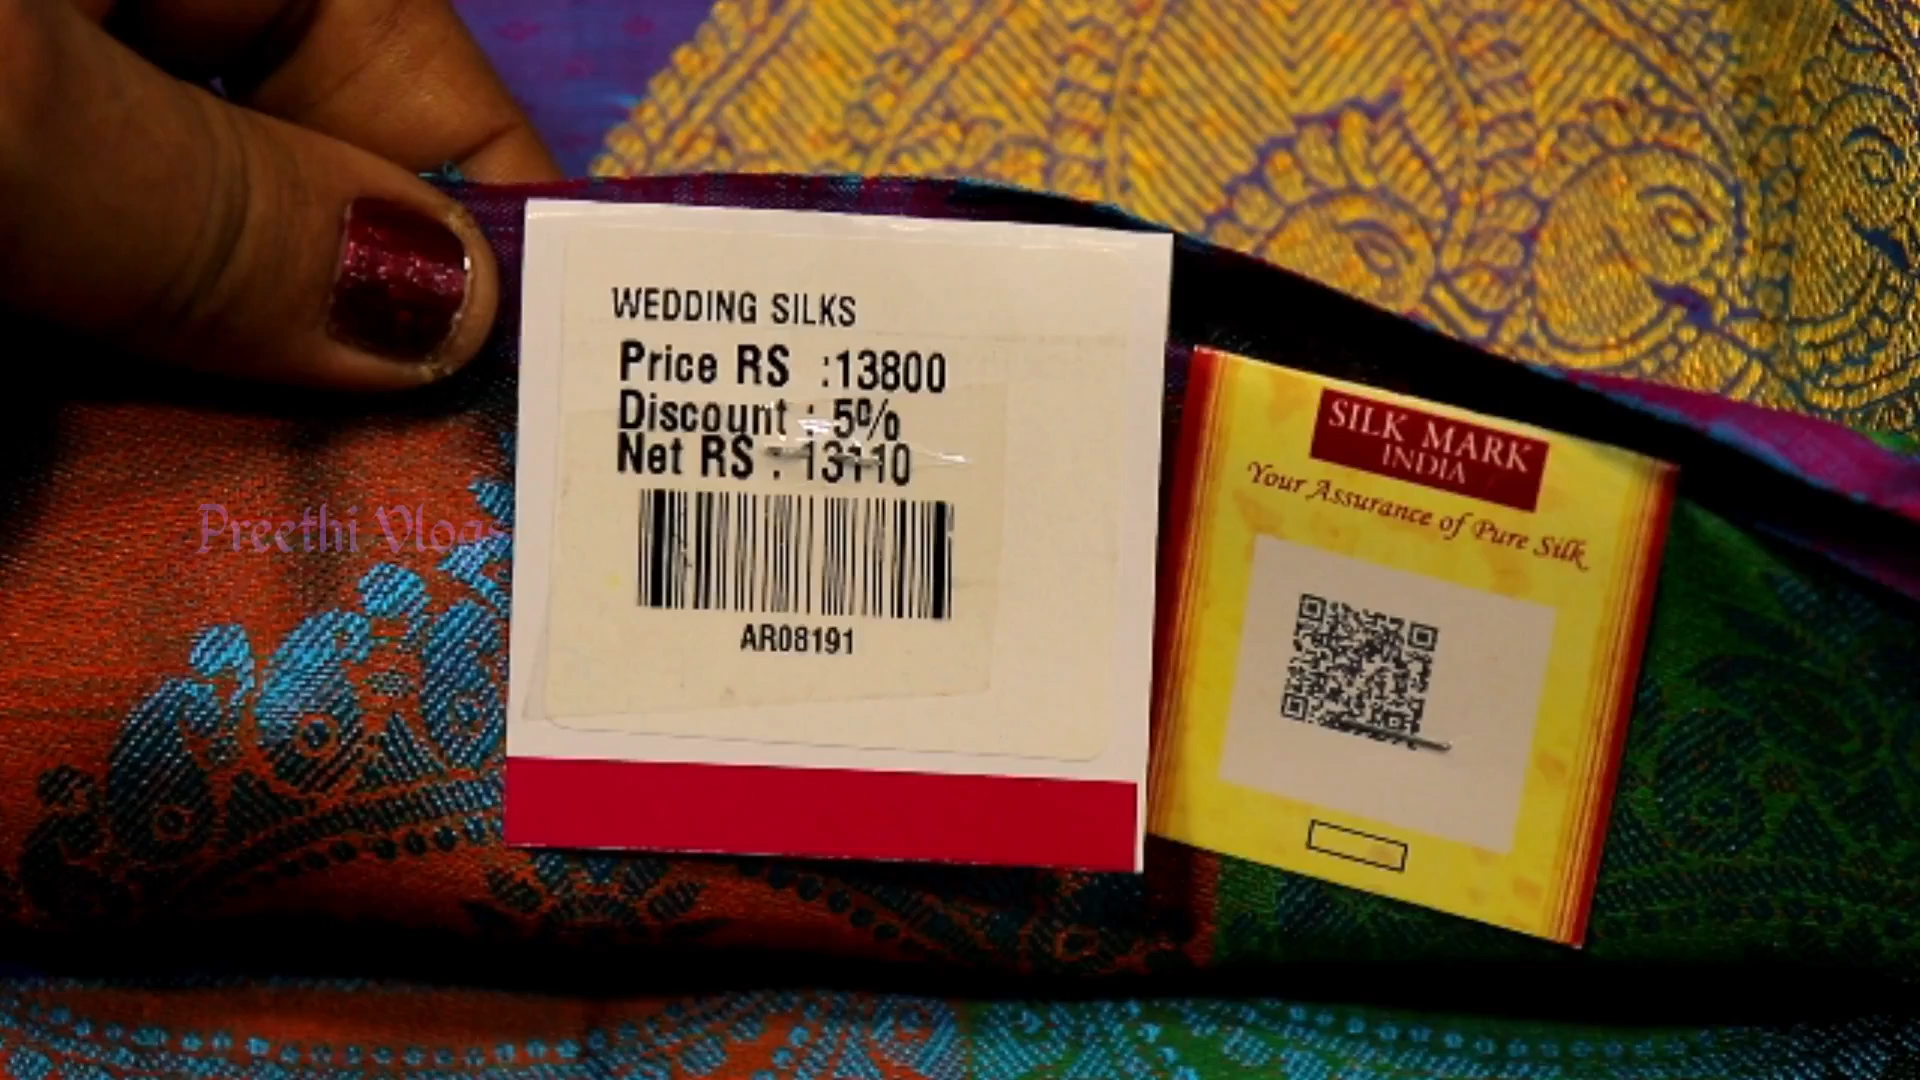 WEDDING SILKS
Price RS :13800
Discount : 5%
Net RS : 13110
AR08191
SILK MARK
INDIA
Your Assurance of Pure Silk
Preethi Vlogs